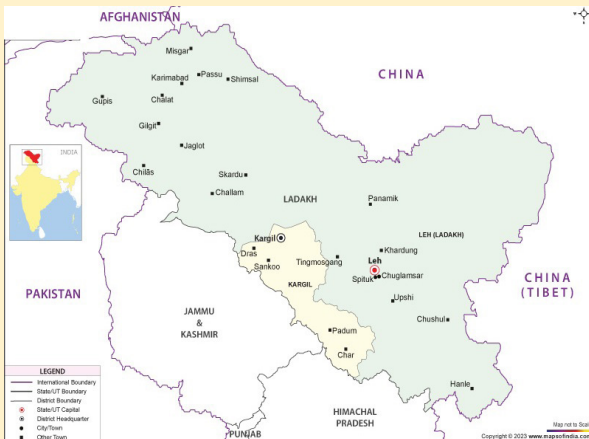 AFGHANISTAN
CHINA
Misgar
Passu
Karimabad
Shimsal
Gupis
Chalat
Gilgit
Jaglot
INDIA
Chilās
Skardu
Challam
LADAKH
Panamik
LEH (LADAKH)
Kargil
Dras
Sankoo
Khardung
Tingmosgang
Leh
Spituk
Chuglamsar
CHINA
(TIBET)
KARGIL
PAKISTAN
Upshi
JAMMU
&
KASHMIR
Chushul
Padum
Char
Hanle
HIMACHAL
PRADESH
PUNJAB
LEGEND
International Boundary
State/UT Boundary
District Boundary
State/UT Capital
District Headquarter
City/Town
Other Town
Map not to Scale
Copyright © 2023 www.mapsofindia.com